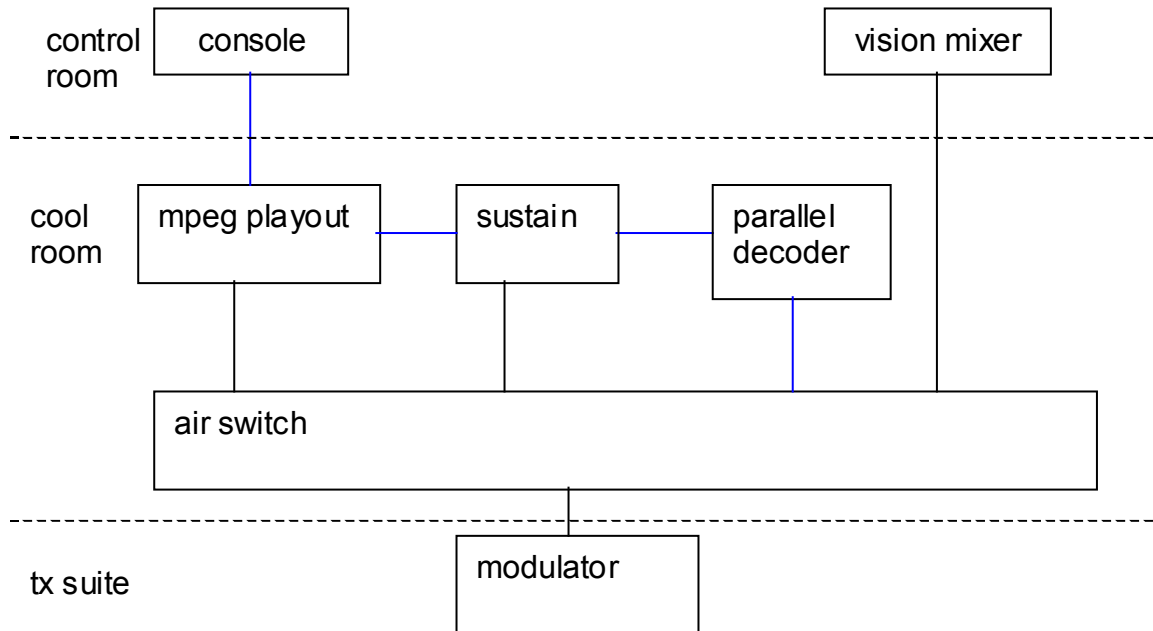 control
room
console
vision mixer
cool
room
mpeg playout
sustain
parallel
decoder
air switch
tx suite
modulator